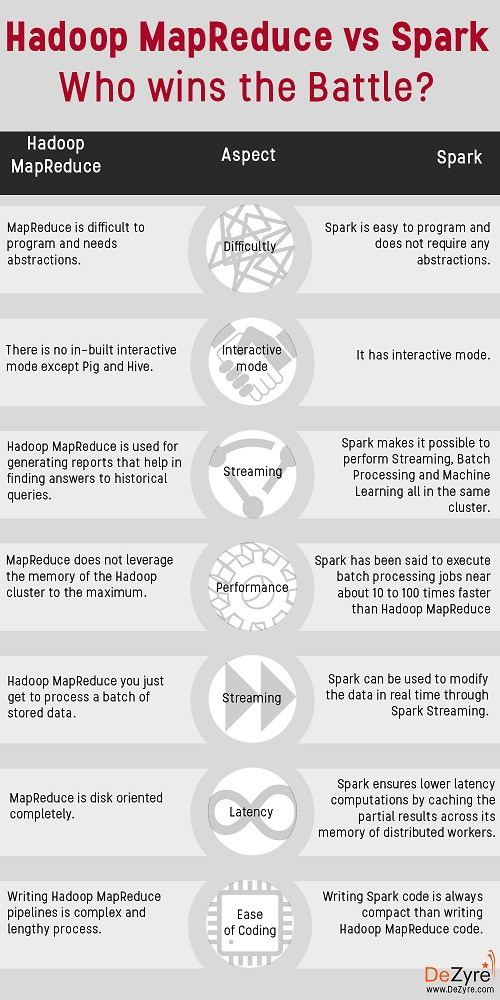 Hadoop MapReduce vs Spark
Who wins the Battle?
Hadoop
MapReduce
Aspect
Spark
MapReduce is difficult to
program and needs
abstractions.
Difficultly
Spark is easy to program and
does not require any
abstractions.
There is no in-built interactive
mode except Pig and Hive.
Interactive
mode
It has interactive mode.
Hadoop MapReduce is used for
generating reports that help in
finding answers to historical
queries.
Streaming
Spark makes it possible to
perform Streaming, Batch
Processing and Machine
Learning all in the same
cluster.
MapReduce does not leverage
the memory of the Hadoop
cluster to the maximum.
Performance
Spark has been said to execute
batch processing jobs near
about 10 to 100 times faster
than Hadoop MapReduce
Hadoop MapReduce you just
get to process a batch of
stored data.
Streaming
Spark can be used to modify
the data in real time through
Spark Streaming.
MapReduce is disk oriented
completely.
Latency
Spark ensures lower latency
computations by caching the
partial results across its
memory of distributed workers.
Writing Hadoop MapReduce
pipelines is complex and
lengthy process.
Ease
of Coding
Writing Spark code is always
compact than writing
Hadoop MapReduce code.
DeZyre
www.DeZyre.com